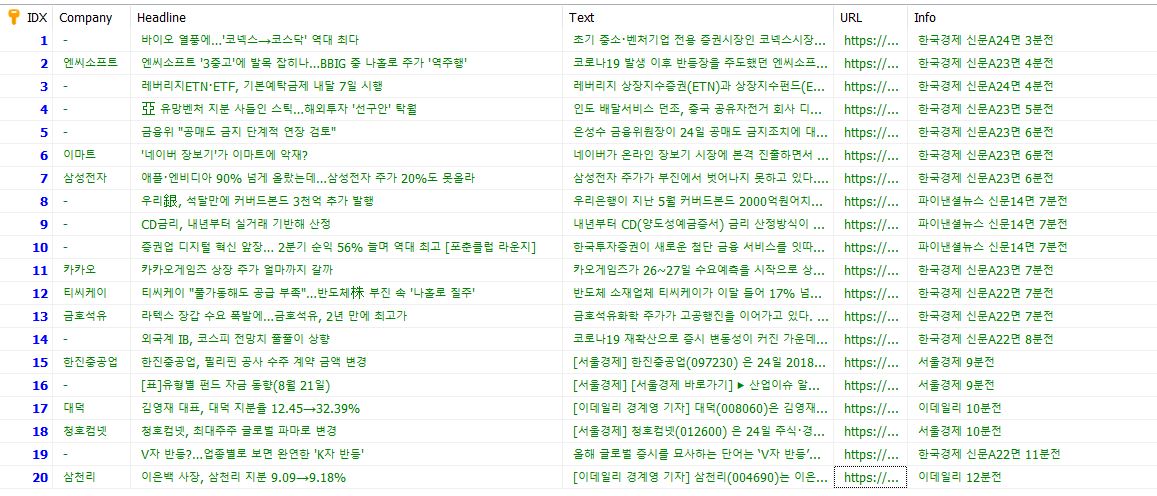 IDX Company Headline Text URL Info
1 - 바이오 열풍에...'코넥스→코스닥' 역대 최다 초기 중소·벤처기업 전용 증권시장인 코넥스시장... https://... 한국경제 신문A24면 3분전
2 엔씨소프트 엔씨소프트 '3중고'에 발목 잡히나...BBIG 중 나홀로 주가 '역주행' 코로나19 발생 이후 반등장을 주도했던 엔씨소프... https://... 한국경제 신문A23면 4분전
3 - 레버리지ETN·ETF, 기본예탁금제 내달 7일 시행 레버리지 상장지수증권(ETN)과 상장지수펀드(E... https://... 한국경제 신문A23면 4분전
4 - 亞 유망벤처 지분 사들인 스틱...해외투자 '선구안' 탁월 인도 배달서비스 던조, 중국 공유자전거 회사 디... https://... 한국경제 신문A23면 5분전
5 - 금융위 "공매도 금지 단계적 연장 검토" 은성수 금융위원장이 24일 공매도 금지조치에 대... https://... 한국경제 신문A23면 6분전
6 이마트 '네이버 장보기'가 이마트에 악재? 네이버가 온라인 장보기 시장에 본격 진출하면서 ... https://... 한국경제 신문A23면 6분전
7 삼성전자 애플·엔비디아 90% 넘게 올랐는데...삼성전자 주가 20%도 못올라 삼성전자 주가가 부진에서 벗어나지 못하고 있다.... https://... 한국경제 신문A23면 7분전
8 - 우리銀, 석달만에 커버드본드 3천억 추가 발행 우리은행이 지난 5월 커버드본드 2000억원어치... https://... 파이낸셜뉴스 신문14면 7분전
9 - CD금리, 내년부터 실거래 기반해 산정 내년부터 CD(양도성예금증서) 금리 산정방식이 ... https://... 파이낸셜뉴스 신문14면 7분전
10 - 증권업 디지털 혁신 앞장... 2분기 순익 56% 늘며 역대 최고 [포춘클럽 라운지] 한국투자증권이 새로운 첨단 금융 서비스를 잇따... https://... 파이낸셜뉴스 신문14면 7분전
11 카카오 카카오게임즈 상장 주가 얼마까지 갈까 카오게임즈가 26~27일 수요예측을 시작으로 상... https://... 한국경제 신문A23면 7분전
12 티씨케이 티씨케이 "풀가동해도 공급 부족"...반도체株 부진 속 '나홀로 질주' 반도체 소재업체 티씨케이가 이달 들어 17% 넘... https://... 한국경제 신문A22면 7분전
13 금호석유 라텍스 장갑 수요 폭발에...금호석유, 2년 만에 최고가 금호석유화학 주가가 고공행진을 이어가고 있다. ... https://... 한국경제 신문A22면 7분전
14 - 외국계 IB, 코스피 전망치 줄줄이 상향 코로나19 재확산으로 증시 변동성이 커진 가운데... https://... 한국경제 신문A22면 8분전
15 한진중공업 한진중공업, 필리핀 공사 수주 계약 금액 변경 [서울경제] 한진중공업(097230) 은 24일 2018... https://... 서울경제 9분전
16 - [표]유형별 펀드 자금 동향(8월 21일) [서울경제] [서울경제 바로가기] ▶ 산업이슈 알... https://... 서울경제 9분전
17 대덕 김영재 대표, 대덕 지분율 12.45→32.39% [이데일리 경계영 기자] 대덕(008060)은 김영재... https://... 이데일리 10분전
18 청호컴넷 청호컴넷, 최대주주 글로벌 파마로 변경 [서울경제] 청호컴넷(012600) 은 24일 주식·경... https://... 서울경제 10분전
19 - V자 반등?...업종별로 보면 완연한 'K자 반등' 올해 글로벌 증시를 묘사하는 단어는 ‘V자 반등’... https://... 한국경제 신문A22면 11분전
20 삼천리 이은백 사장, 삼천리 지분 9.09→9.18% [이데일리 경계영 기자] 삼천리(004690)는 이은... https://... 이데일리 12분전